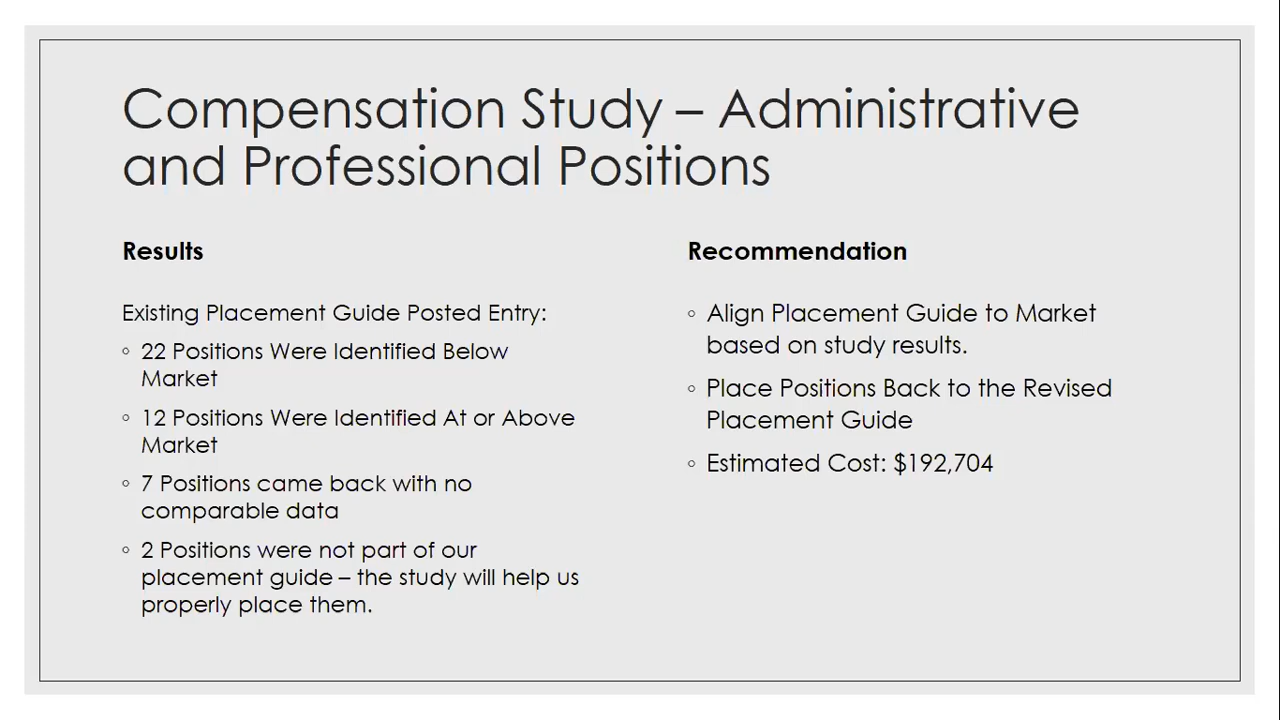 Compensation Study – Administrative
and Professional Positions
Results
Existing Placement Guide Posted Entry:
◦ 22 Positions Were Identified Below
Market
◦ 12 Positions Were Identified At or Above
Market
◦ 7 Positions came back with no
comparable data
◦ 2 Positions were not part of our
placement guide – the study will help us
properly place them.
Recommendation
◦ Align Placement Guide to Market
based on study results.
◦ Place Positions Back to the Revised
Placement Guide
◦ Estimated Cost: $192,704